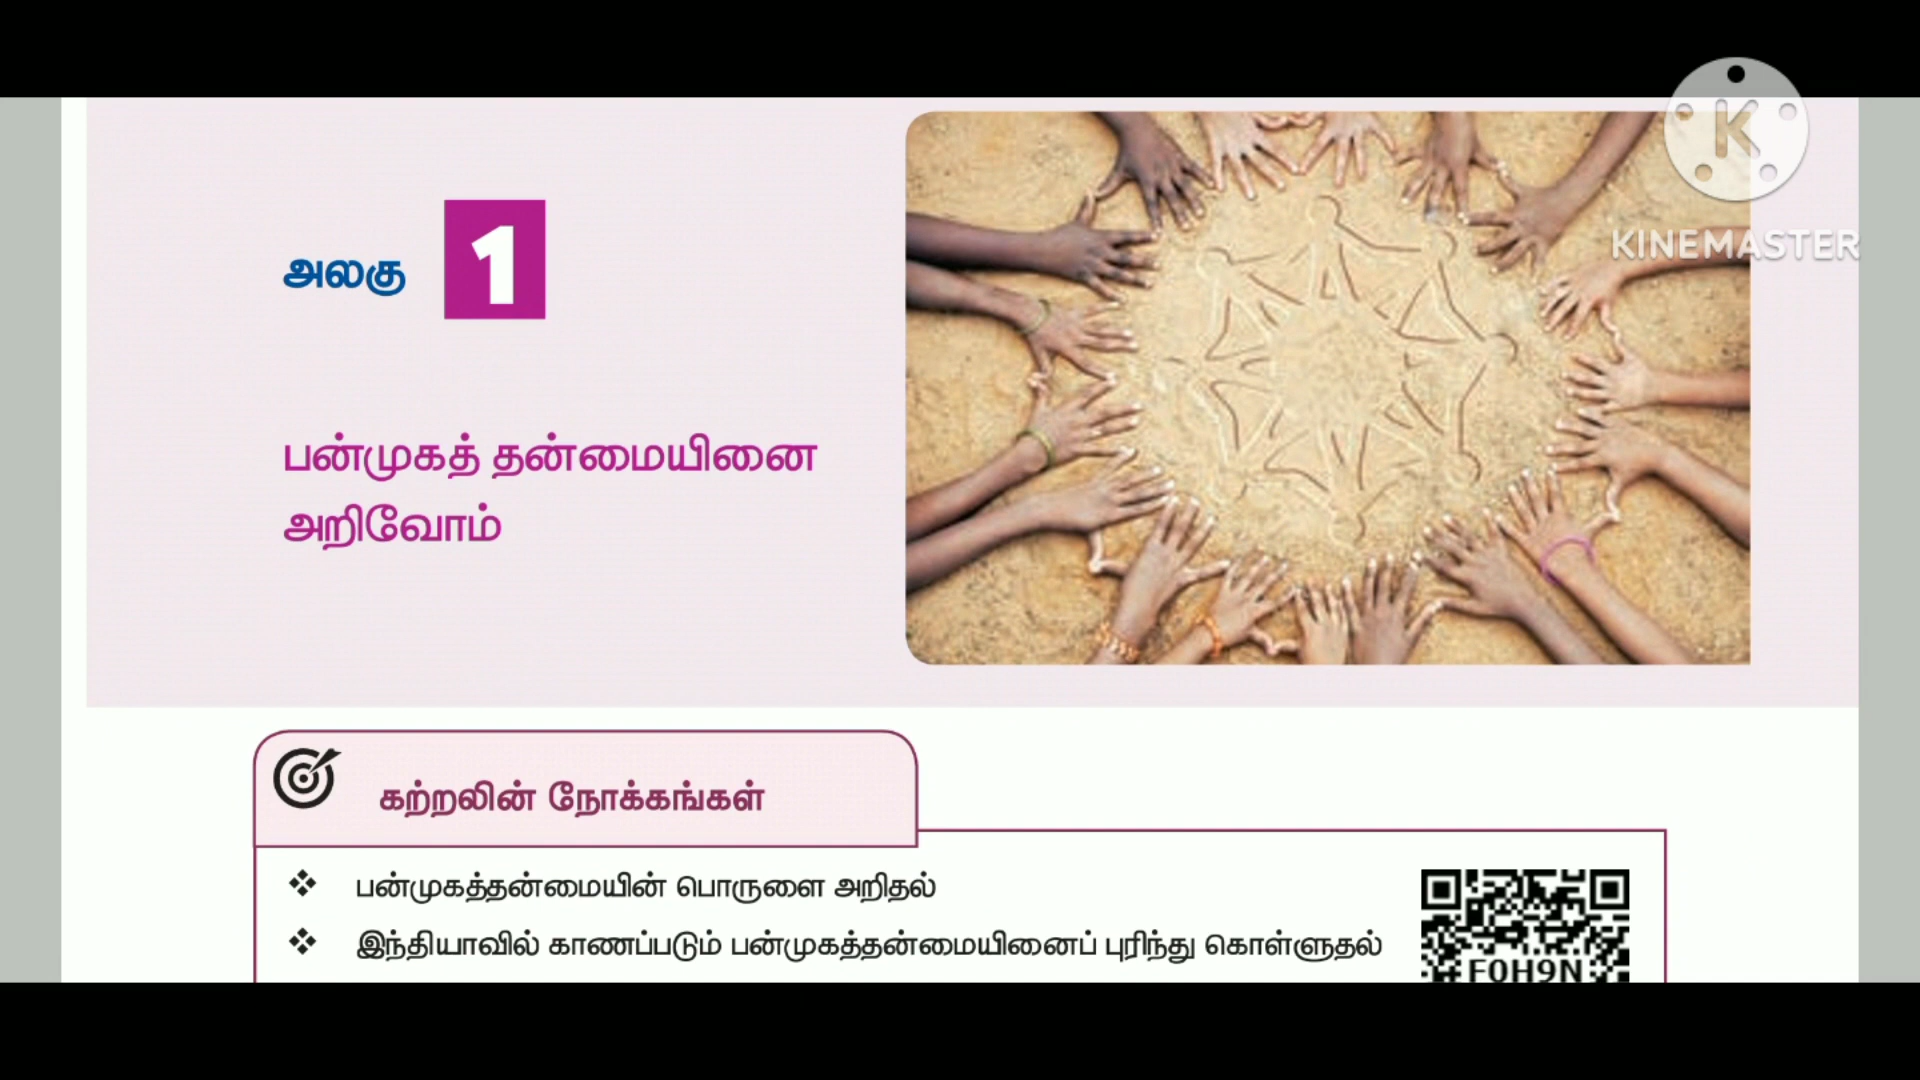 அலகு 1
பன்முகத் தன்மையினை
அறிவோம்
K
KINEMASTER
கற்றலின் நோக்கங்கள்
❖ பன்முகத்தன்மையின் பொருளை அறிதல்
❖ இந்தியாவில் காணப்படும் பன்முகத்தன்மையினைப் புரிந்து கொள்ளுதல்
F0H9N